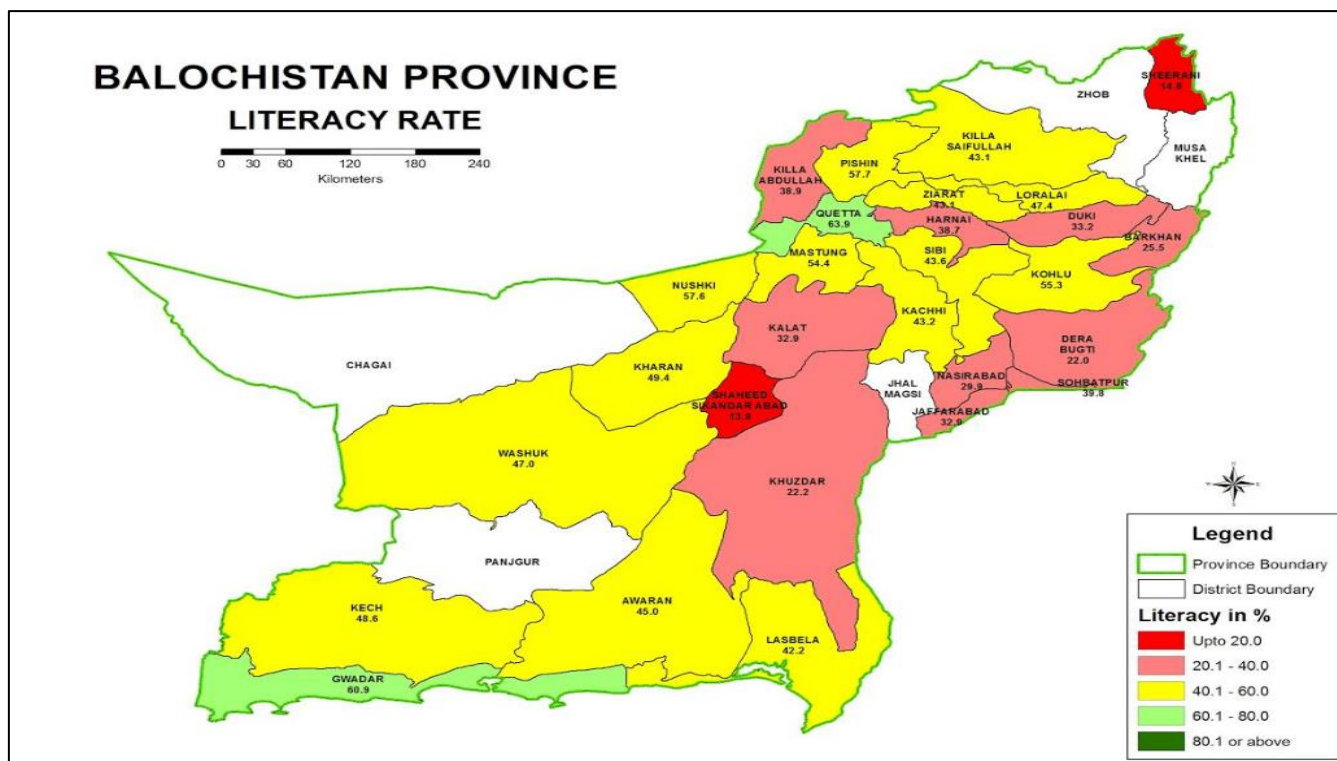 BALOCHISTAN PROVINCE
LITERACY RATE
0 30 60 120 180 240
Kilometers
SHEERANI
14.8
ZHOB
MUSA
KHEL
KILLA
SAIFULLAH
43.1
KILLA
ABDULLAH
38.9
PISHIN
57.7
ZIARAT
43.1
LORALAI
47.4
QUETTA
63.9
HARNAI
38.7
DUKI
33.2
BARKHAN
25.5
MASTUNG
54.4
SIBI
43.6
KOHLU
55.3
NUSHKI
57.6
KACHHI
43.2
KALAT
32.9
DERA
BUGTI
22.0
CHAGAI
KHARAN
49.4
SHAHEED
SIKANDAR ABAD
13.9
JHAL
MAGSI
NASIRABAD
29.9
SOHBATPUR
39.8
JAFFARABAD
32.9
WASHUK
47.0
KHUZDAR
22.2
PANJGUR
KECH
48.6
AWARAN
45.0
LASBELA
42.2
GWADAR
60.9
Legend
Province Boundary
District Boundary
Literacy in %
Upto 20.0
20.1 - 40.0
40.1 - 60.0
60.1 - 80.0
80.1 or above